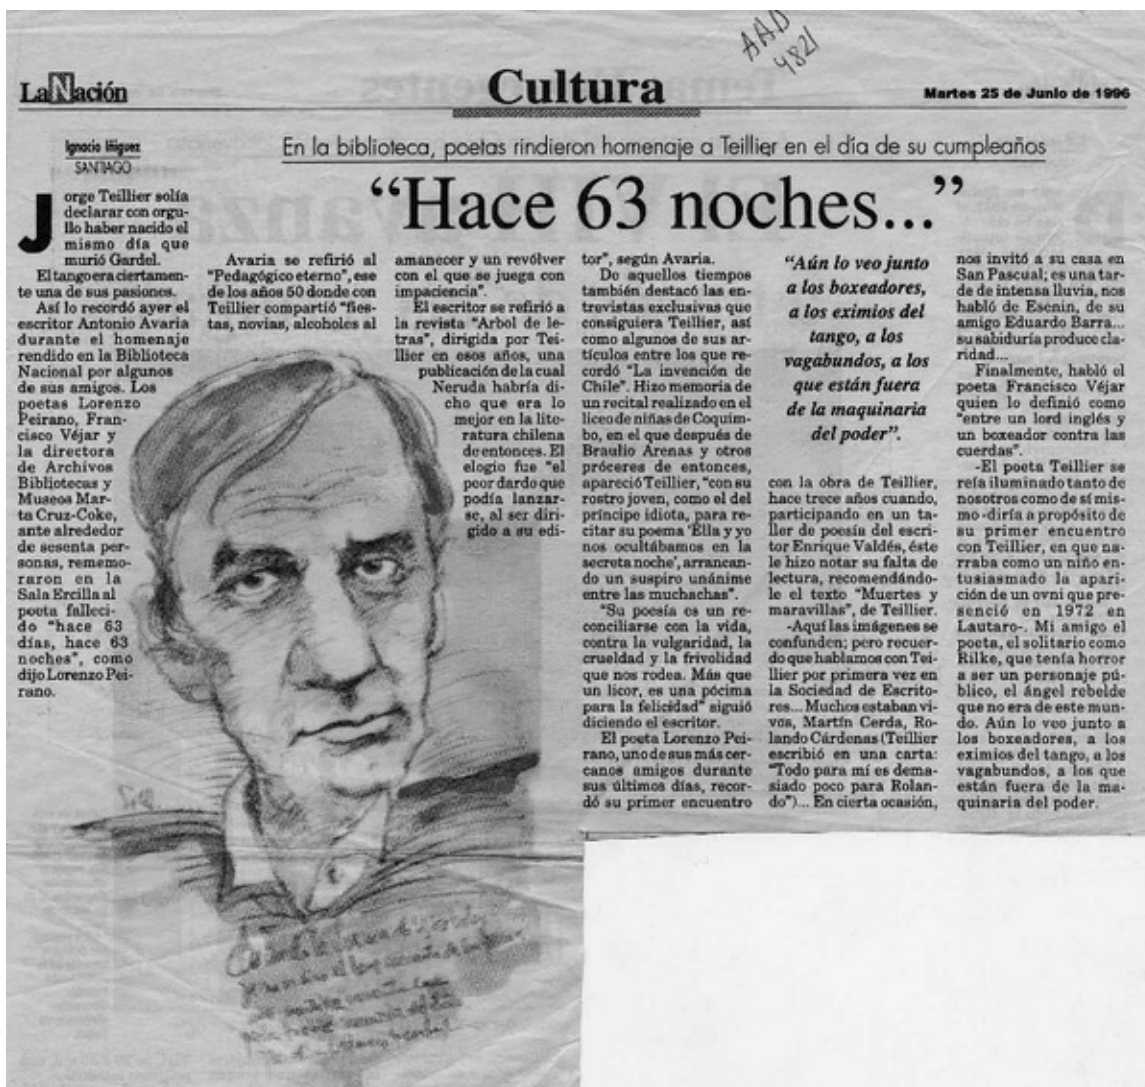 AAD
4821
La Nación
Cultura
Martes 25 de Junio de 1996
Ignacio Iñiguez
SANTIAGO
En la biblioteca, poetas rindieron homenaje a Teillier en el día de su cumpleaños
“Hace 63 noches...”
Jorge Teillier solía
declarar con orgu-
llo haber nacido el
mismo día que
murió Gardel.
El tango era ciertamen-
te una de sus pasiones.
Así lo recordó ayer el
escritor Antonio Avaria
durante el homenaje
rendido en la Biblioteca
Nacional por algunos
de sus amigos. Los
poetas Lorenzo
Peirano, Fran-
cisco Véjar y
la directora
de Archivos
Bibliotecas y
Museos Mar-
ta Cruz-Coke,
ante alrededor
de sesenta per-
sonas, rememo-
raron en la
Sala Ercilla al
poeta falleci-
do “hace 63
días, hace 63
noches”, como
dijo Lorenzo Pei-
rano.
Avaria se refirió al
“Pedagógico eterno”, ese
de los años 50 donde con
Teillier compartió “fies-
tas, novias, alcoholes al
amanecer y un revólver
con el que se juega con
impaciencia”.
El escritor se refirió a
la revista “Arbol de le-
tras”, dirigida por Tei-
llier en esos años, una
publicación de la cual
Neruda habría di-
cho que era lo
mejor en la lite-
ratura chilena
de entonces. El
elogio fue “el
peor dardo que
podía lanzar-
se, al ser diri-
gido a su edi-
tor”, según Avaria.
De aquellos tiempos
también destacó las en-
trevistas exclusivas que
consiguiera Teillier, así
como algunos de sus ar-
tículos entre los que re-
cordó “La invención de
Chile”. Hizo memoria de
un recital realizado en el
liceo de niñas de Coquim-
bo, en el que después de
Braulio Arenas y otros
próceres de entonces,
apareció Teillier, “con su
rostro joven, como el del
príncipe idiota, para re-
citar su poema ‘Ella y yo
nos ocultábamos en la
secreta noche’, arrancan-
do un suspiro unánime
entre las muchachas”.
“Su poesía es un re-
conciliarse con la vida,
contra la vulgaridad, la
crueldad y la frivolidad
que nos rodea. Más que
un licor, es una pócima
para la felicidad” siguió
diciendo el escritor.
El poeta Lorenzo Pei-
rano, uno de sus más cer-
canos amigos durante
sus últimos días, recor-
dó su primer encuentro
“Aún lo veo junto
a los boxeadores,
a los eximios del
tango, a los
vagabundos, a los
que están fuera
de la maquinaria
del poder”.
con la obra de Teillier,
hace trece años cuando,
participando en un ta-
ller de poesía del escri-
tor Enrique Valdés, éste
le hizo notar su falta de
lectura, recomendándo-
le el texto “Muertes y
maravillas”, de Teillier.
-Aquí las imágenes se
confunden; pero recuer-
do que hablamos con Tei-
llier por primera vez en
la Sociedad de Escrito-
res... Muchos estaban vi-
vos, Martín Cerda, Ro-
lando Cárdenas (Teillier
escribió en una carta:
“Todo para mí es dema-
siado poco para Rolan-
do”)... En cierta ocasión,
nos invitó a su casa en
San Pascual; es una tar-
de de intensa lluvia, nos
habló de Esenin, de su
amigo Eduardo Barra...
su sabiduría produce cla-
ridad...
Finalmente, habló el
poeta Francisco Véjar
quien lo definió como
“entre un lord inglés y
un boxeador contra las
cuerdas”.
-El poeta Teillier se
reía iluminado tanto de
nosotros como de sí mis-
mo -diría a propósito de
su primer encuentro
con Teillier, en que na-
rraba como un niño en-
tusiasmado la apari-
ción de un ovni que pre-
senció en 1972 en
Lautaro-. Mi amigo el
poeta, el solitario como
Rilke, que tenía horror
a ser un personaje pú-
blico, el ángel rebelde
que no era de este mun-
do. Aún lo veo junto a
los boxeadores, a los
eximios del tango, a los
vagabundos, a los que
están fuera de la ma-
quinaria del poder.